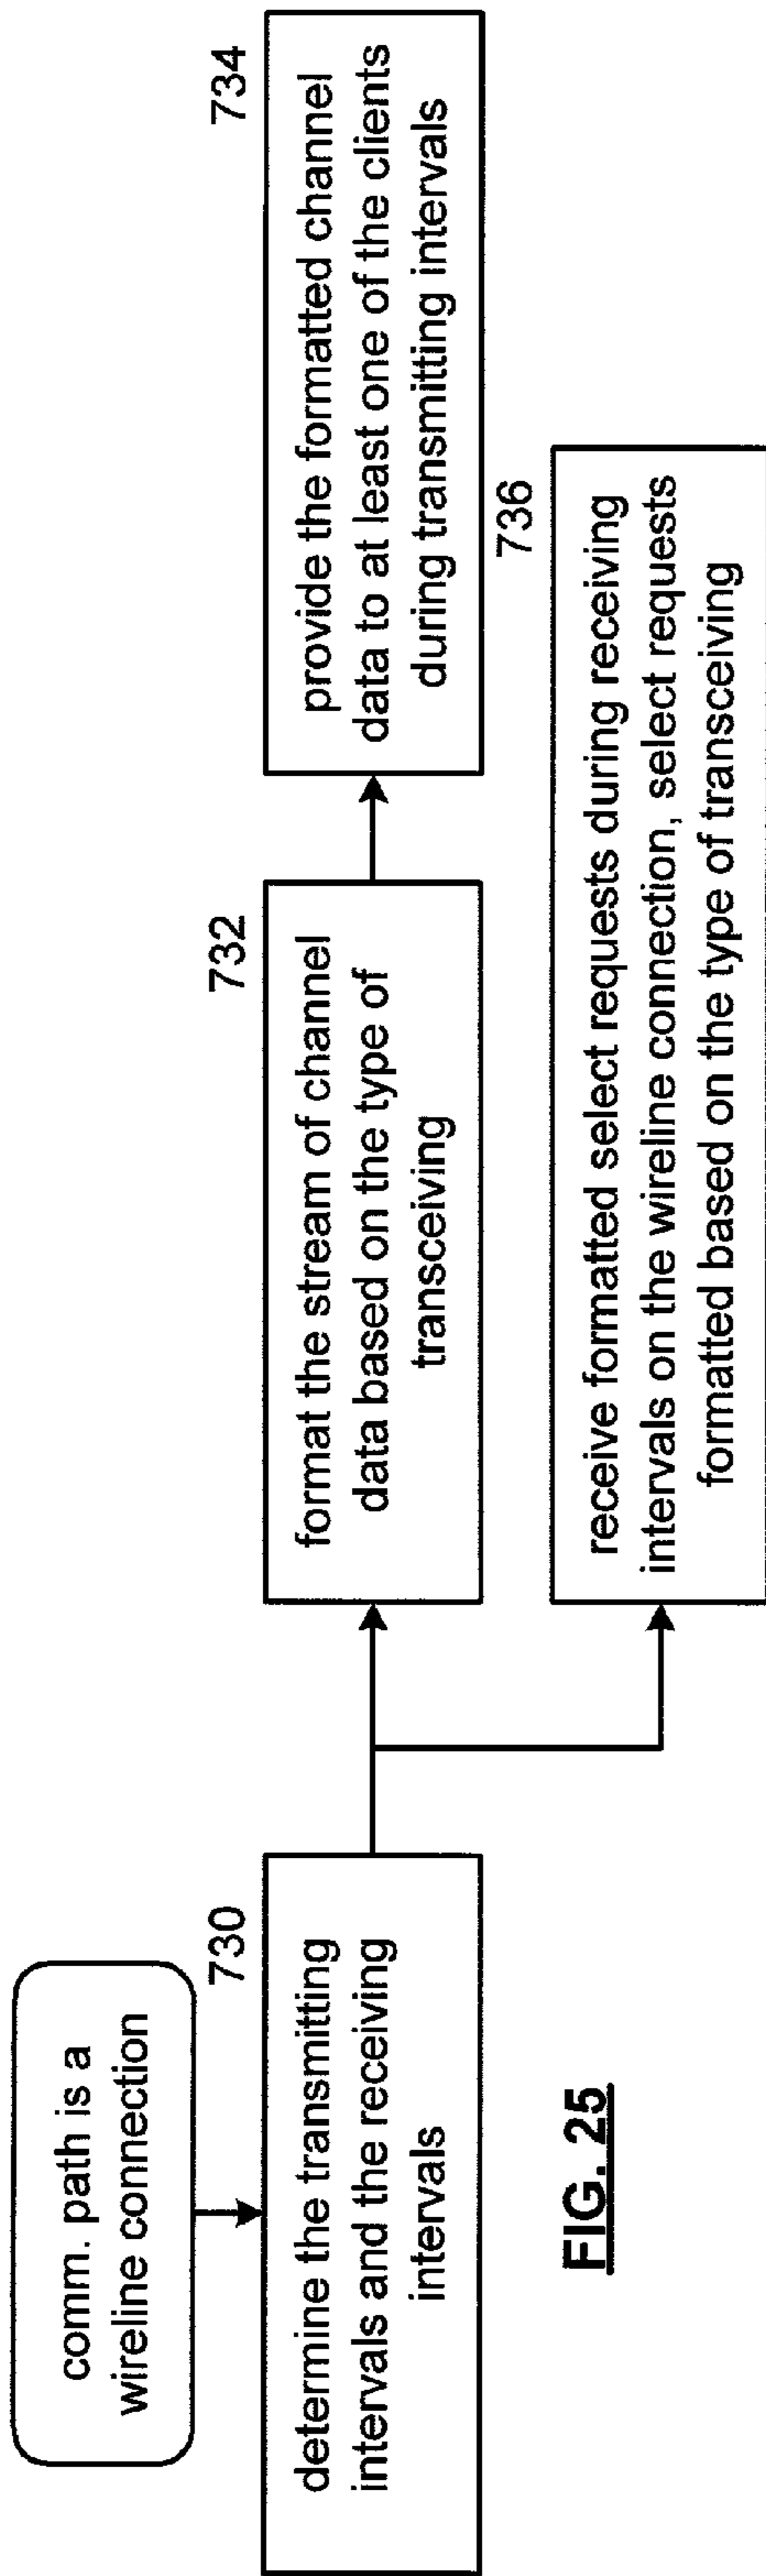 comm. path is a
wireline connection
730
determine the transmitting
intervals and the receiving
intervals
732
format the stream of channel
data based on the type of
transceiving
734
provide the formatted channel
data to at least one of the clients
during transmitting intervals
736
receive formatted select requests during receiving
intervals on the wireline connection, select requests
formatted based on the type of transceiving
FIG. 25